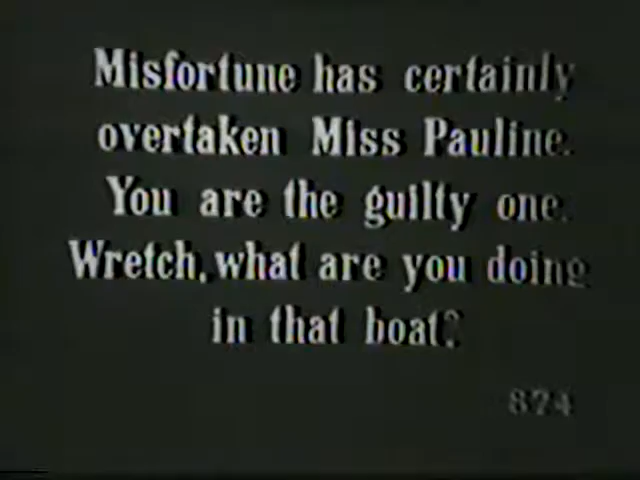 Misfortune has certainly
overtaken Miss Pauline.
You are the guilty one.
Wretch, what are you doing
in that boat?
874